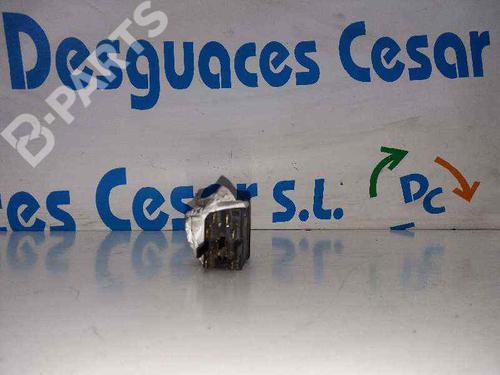 Desguaces Cesar
B-PARTS
ces Cesar S.L.
DC